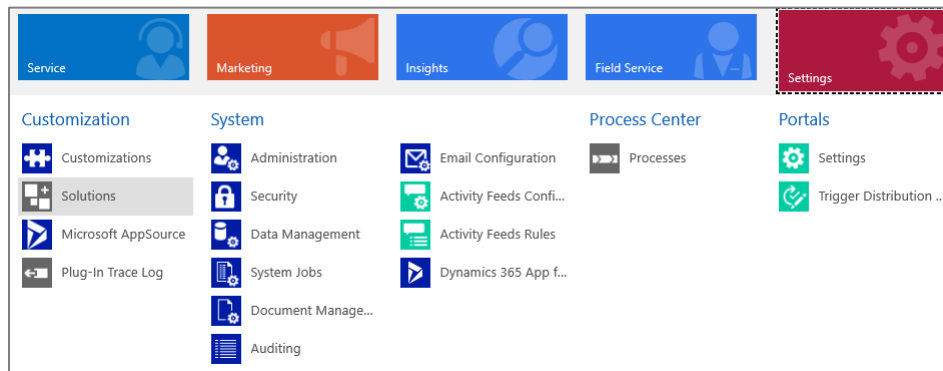 Service
Marketing
Insights
Field Service
Settings
Customization
Customizations
Solutions
Microsoft AppSource
Plug-In Trace Log
System
Administration
Security
Data Management
System Jobs
Document Manage...
Auditing
Email Configuration
Activity Feeds Confi...
Activity Feeds Rules
Dynamics 365 App f...
Process Center
Processes
Portals
Settings
Trigger Distribution ..